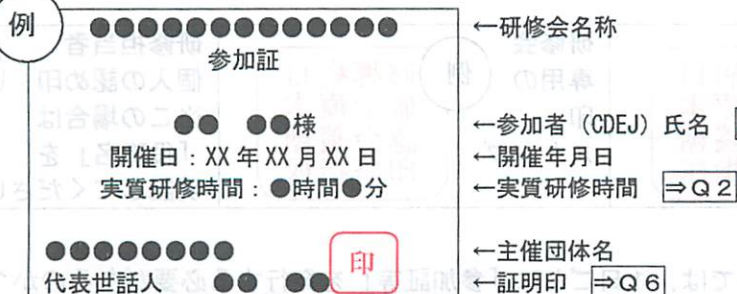 例
●●●●●●●●●●●●●●● ←研修会名称
参加証
●● ●●様 ←参加者（CDEJ）氏名
開催日：XX年XX月XX日 ←開催年月日
実質研修時間：●時間●分 ←実質研修時間 ⇒Q2
●●●●●●●●● ←主催団体名
代表世話人 ●● ●● 印 ←証明印 ⇒Q6